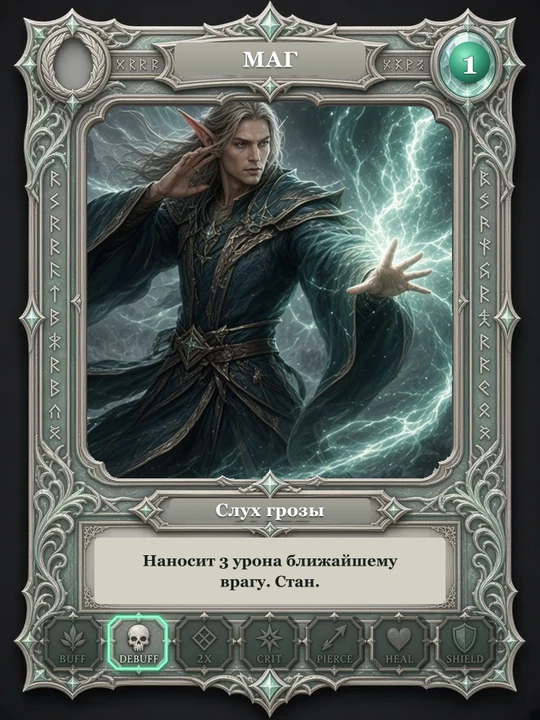 МАГ
1
Слух грозы
Наносит 3 урона ближайшему
врагу. Стан.
BUFF
DEBUFF
2X
CRIT
PIERCE
HEAL
SHIELD